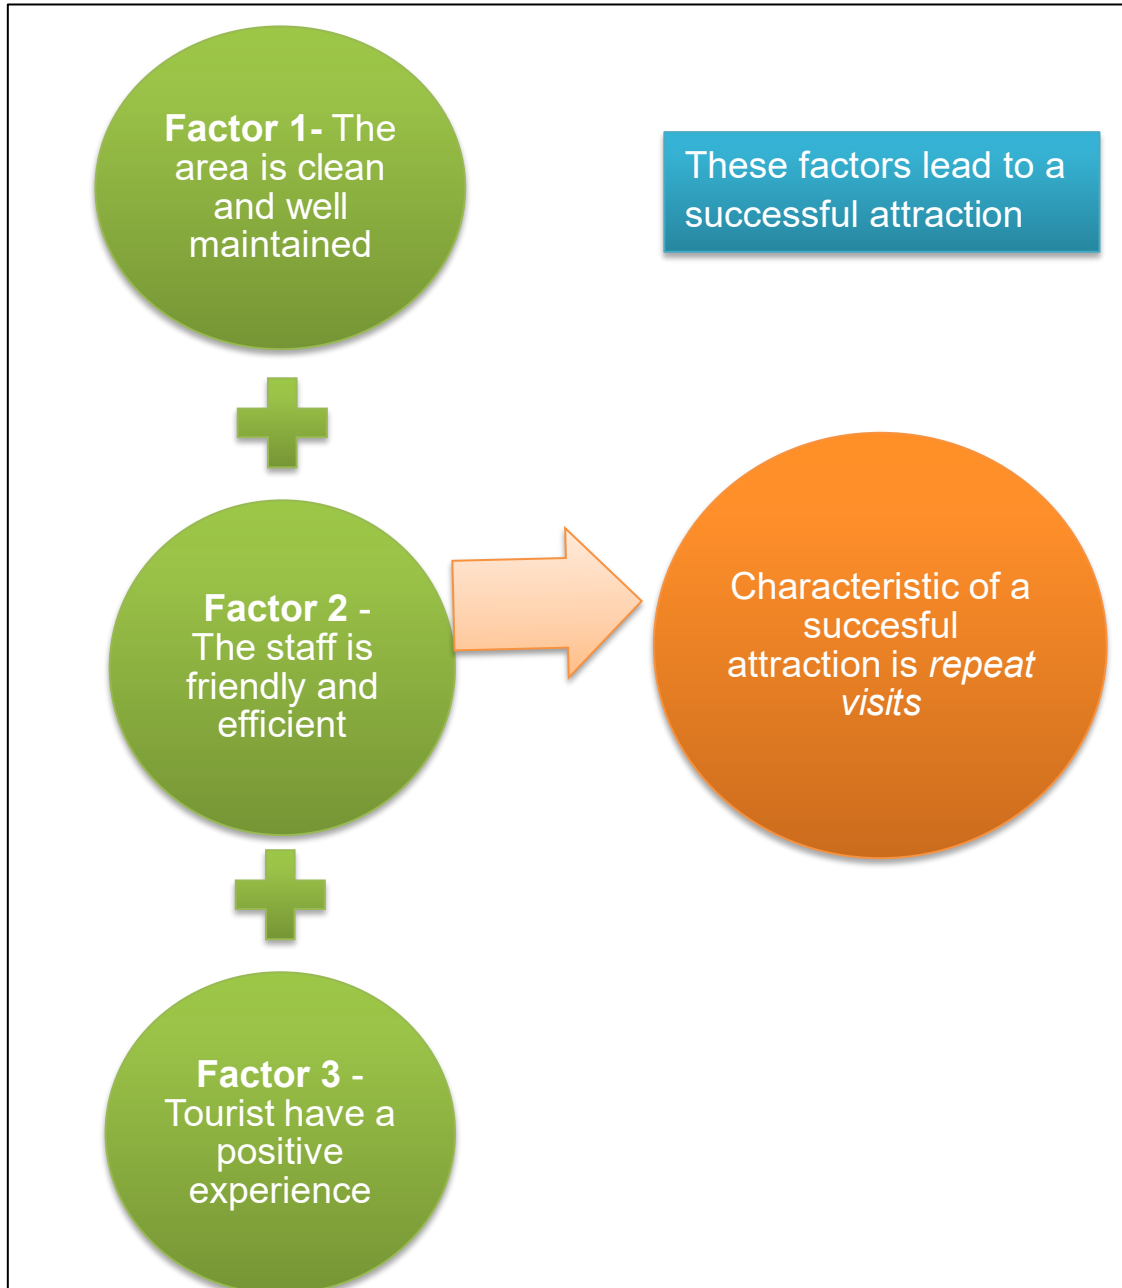 Factor 1- The
area is clean
and well
maintained
These factors lead to a
successful attraction
Factor 2 -
The staff is
friendly and
efficient
Characteristic of a
succesful
attraction is repeat
visits
Factor 3 -
Tourist have a
positive
experience